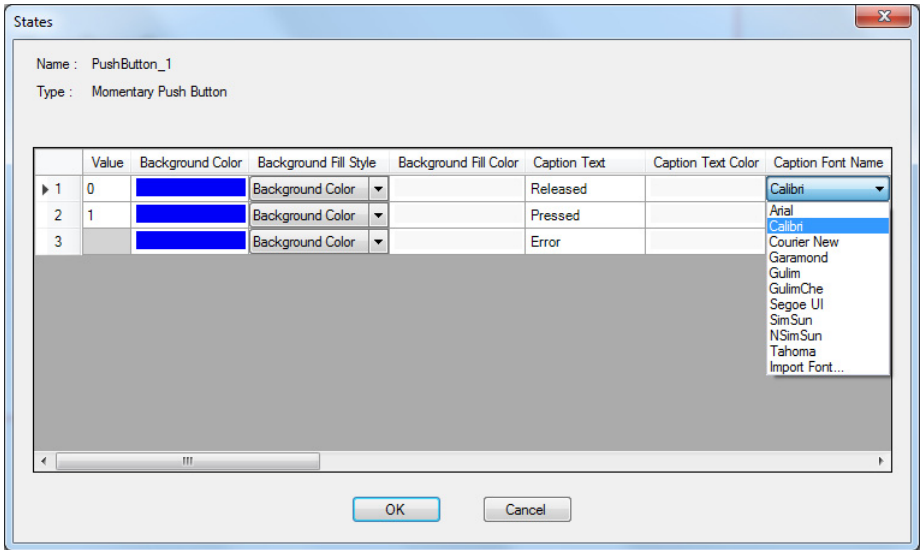 States
Name : PushButton_1
Type : Momentary Push Button
Value Background Color Background Fill Style Background Fill Color Caption Text Caption Text Color Caption Font Name
1 0 Background Color Released Calibri
2 1 Background Color Pressed
3 Background Color Error
Arial
Calibri
Courier New
Garamond
Gulim
GulimChe
Segoe UI
SimSun
NSimSun
Tahoma
Import Font...
OK Cancel